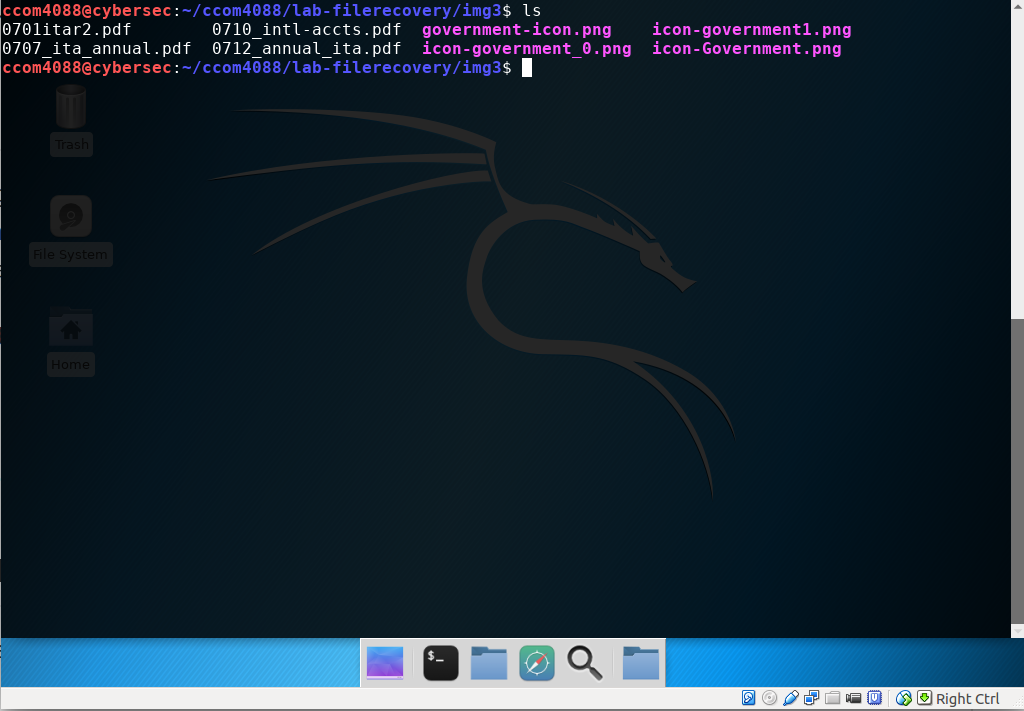 ccom4088@cybersec:~/ccom4088/lab-filerecovery/img3$ ls
0701itar2.pdf 0710_intl-accts.pdf government-icon.png icon-government1.png
0707_ita_annual.pdf 0712_annual_ita.pdf icon-government_0.png icon-Government.png
ccom4088@cybersec:~/ccom4088/lab-filerecovery/img3$
Trash
File System
Home
$_
Right Ctrl